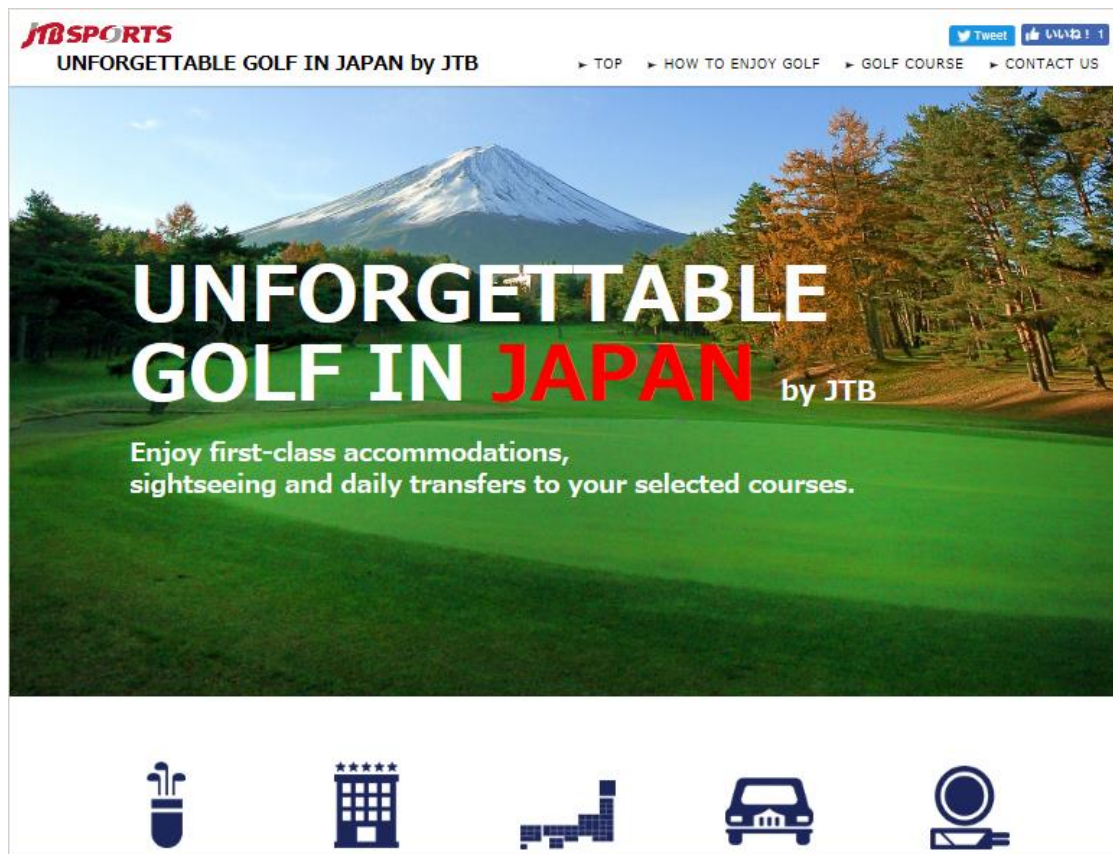 JTB SPORTS
Tweet いいね！ 1
UNFORGETTABLE GOLF IN JAPAN by JTB
► TOP ► HOW TO ENJOY GOLF ► GOLF COURSE ► CONTACT US
UNFORGETTABLE
GOLF IN JAPAN by JTB
Enjoy first-class accommodations,
sightseeing and daily transfers to your selected courses.